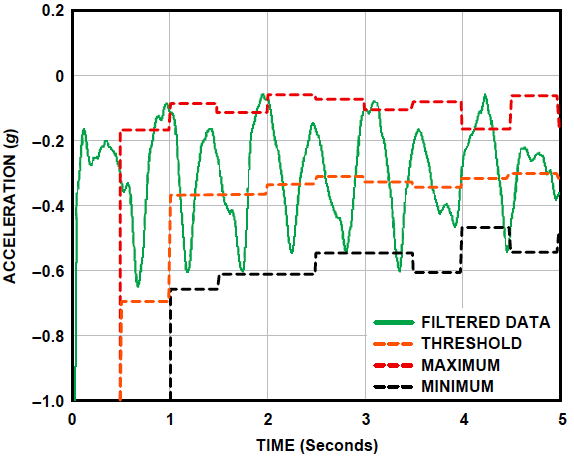 0.2
0
–0.2
–0.4
–0.6
–0.8
–1.0
ACCELERATION (g)
FILTERED DATA
THRESHOLD
MAXIMUM
MINIMUM
0 1 2 3 4 5
TIME (Seconds)